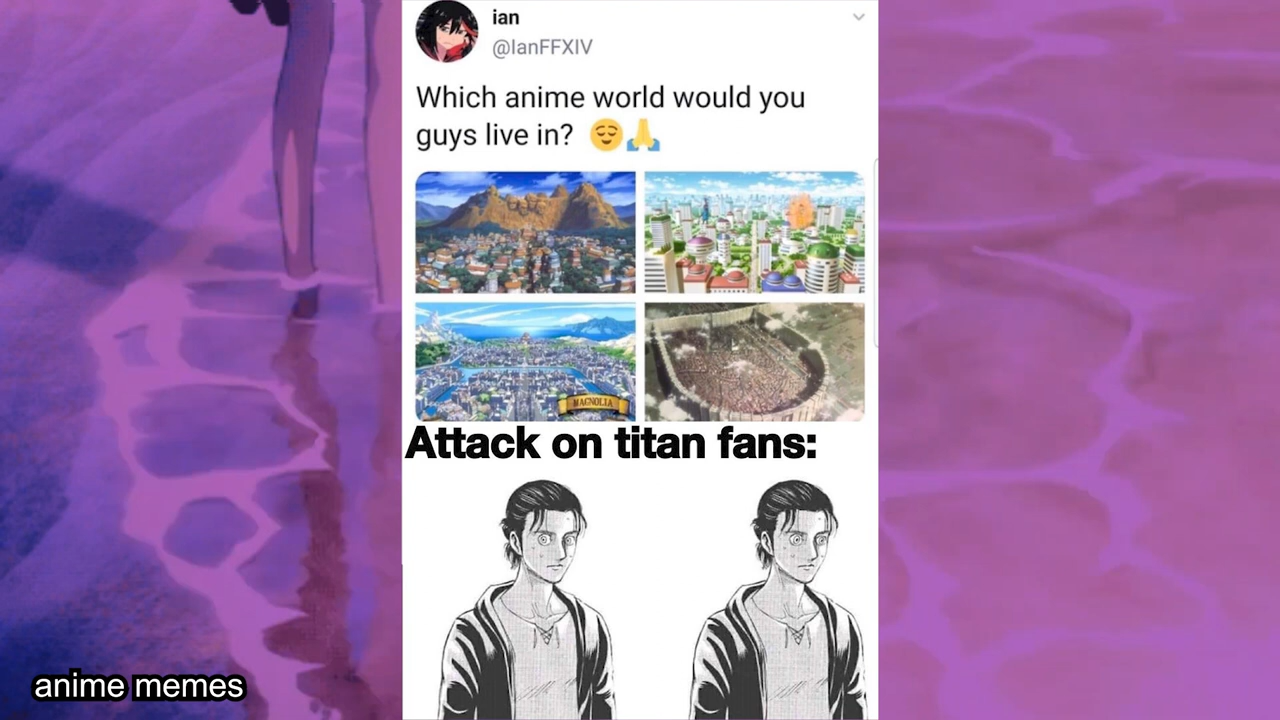 ian
@IanFFXIV
Which anime world would you
guys live in? 😌🙏
MAGNOLIA
Attack on titan fans:
anime memes